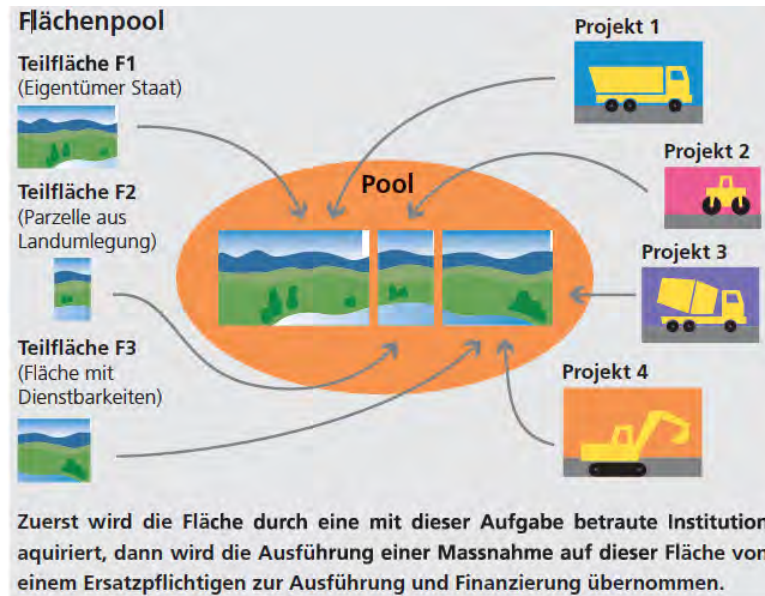 Flächenpool
Teilfläche F1
(Eigentümer Staat)
Teilfläche F2
(Parzelle aus
Landumlegung)
Teilfläche F3
(Fläche mit
Dienstbarkeiten)
Pool
Projekt 1
Projekt 2
Projekt 3
Projekt 4
Zuerst wird die Fläche durch eine mit dieser Aufgabe betraute Institution
aquiriert, dann wird die Ausführung einer Massnahme auf dieser Fläche von
einem Ersatzpflichtigen zur Ausführung und Finanzierung übernommen.